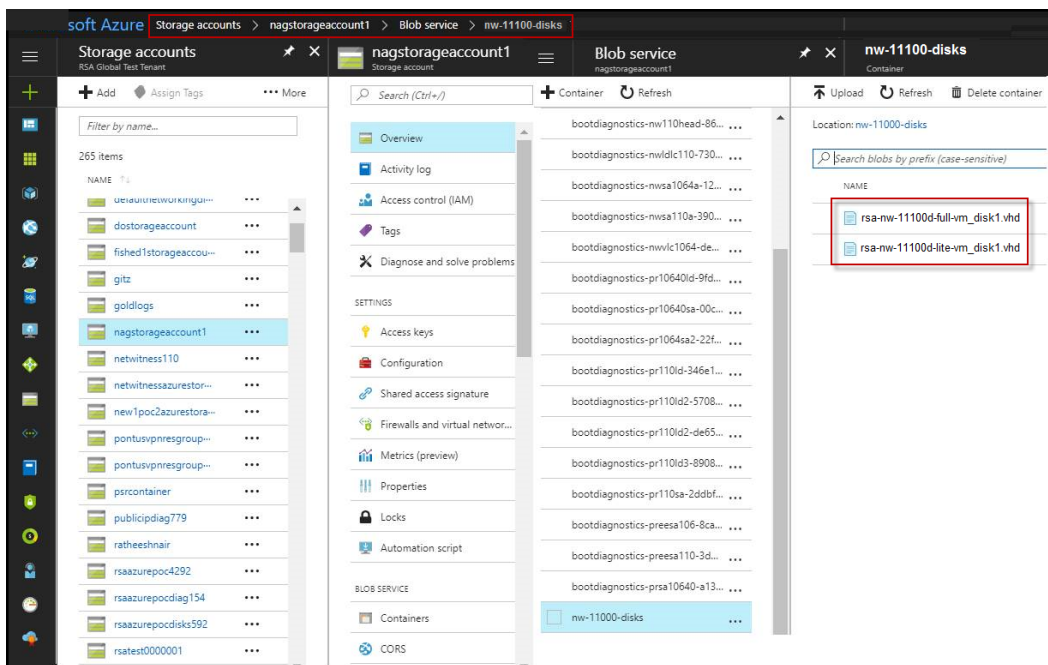 soft Azure Storage accounts > nagstorageaccount1 > Blob service > nw-11100-disks
Storage accounts
RSA Global Test Tenant
Add Assign Tags ••• More
Filter by name...
265 items
NAME
defaultnetworkingui···
dostorageaccount
fished1storageaccou···
gitz
goldlogs
nagstorageaccount1
netwitness110
netwitnessazurestor···
new1poc2azurestora···
pontusvpnresgroup···
pontusvpnresgroup···
psrcontainer
publicipdiag779
ratheeshnair
rsaazurepoc4292
rsaazurepocdiag154
rsaazurepocdisks592
rsatest0000001
nagstorageaccount1
Storage account
Search (Ctrl+/)
Overview
Activity log
Access control (IAM)
Tags
Diagnose and solve problems
SETTINGS
Access keys
Configuration
Shared access signature
Firewalls and virtual networ...
Metrics (preview)
Properties
Locks
Automation script
BLOB SERVICE
Containers
CORS
Blob service
nagstorageaccount1
Container Refresh
bootdiagnostics-nw110head-86...
bootdiagnostics-nwldlc110-730...
bootdiagnostics-nwsa1064a-12...
bootdiagnostics-nwsa110a-390...
bootdiagnostics-nwvlc1064-de...
bootdiagnostics-pr10640ld-9fd...
bootdiagnostics-pr10640sa-00c...
bootdiagnostics-pr1064sa2-22f...
bootdiagnostics-pr110ld-346e1...
bootdiagnostics-pr110ld2-5708...
bootdiagnostics-pr110ld2-de65...
bootdiagnostics-pr110ld3-8908...
bootdiagnostics-pr110sa-2ddbf...
bootdiagnostics-preesa106-8ca...
bootdiagnostics-preesa110-3d...
bootdiagnostics-prsa10640-a13...
nw-11000-disks
nw-11100-disks
Container
Upload Refresh Delete container
Location: nw-11000-disks
Search blobs by prefix (case-sensitive)
NAME
rsa-nw-11100d-full-vm_disk1.vhd
rsa-nw-11100d-lite-vm_disk1.vhd